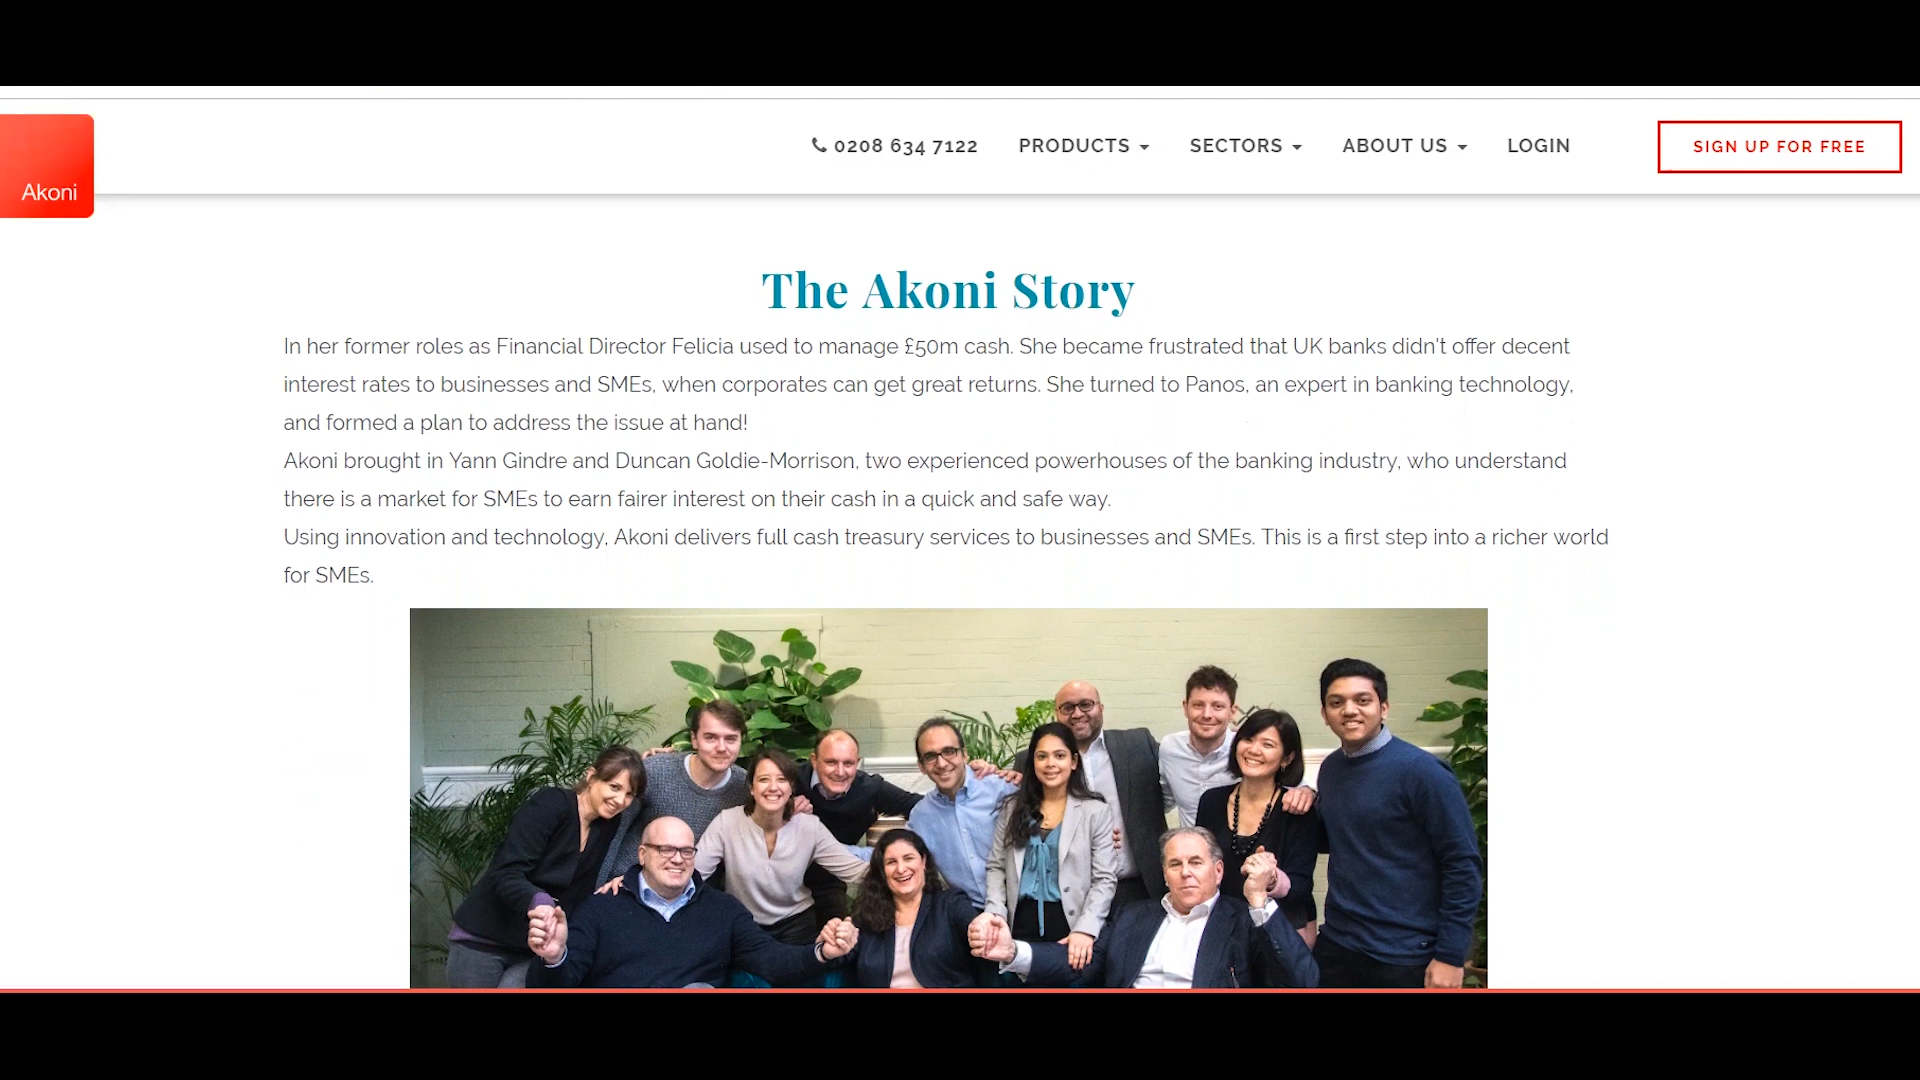 Akoni
0208 634 7122 PRODUCTS SECTORS ABOUT US LOGIN SIGN UP FOR FREE
The Akoni Story
In her former roles as Financial Director Felicia used to manage £50m cash. She became frustrated that UK banks didn't offer decent
interest rates to businesses and SMEs, when corporates can get great returns. She turned to Panos, an expert in banking technology,
and formed a plan to address the issue at hand!
Akoni brought in Yann Gindre and Duncan Goldie-Morrison, two experienced powerhouses of the banking industry, who understand
there is a market for SMEs to earn fairer interest on their cash in a quick and safe way.
Using innovation and technology, Akoni delivers full cash treasury services to businesses and SMEs. This is a first step into a richer world
for SMEs.